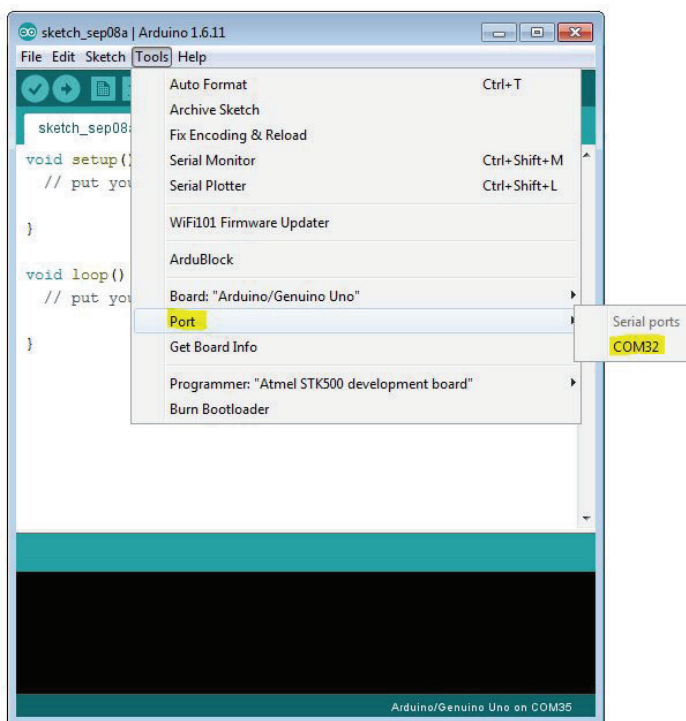 sketch_sep08a | Arduino 1.6.11
File Edit Sketch Tools Help
Auto Format Ctrl+T
Archive Sketch
sketch_sep08
Fix Encoding & Reload
void setup() Serial Monitor Ctrl+Shift+M
// put you Serial Plotter Ctrl+Shift+L
} WiFi101 Firmware Updater
ArduBlock
void loop()
// put you Board: "Arduino/Genuino Uno"
Port Serial ports
} Get Board Info COM32
Programmer: "Atmel STK500 development board"
Burn Bootloader
Arduino/Genuino Uno on COM35